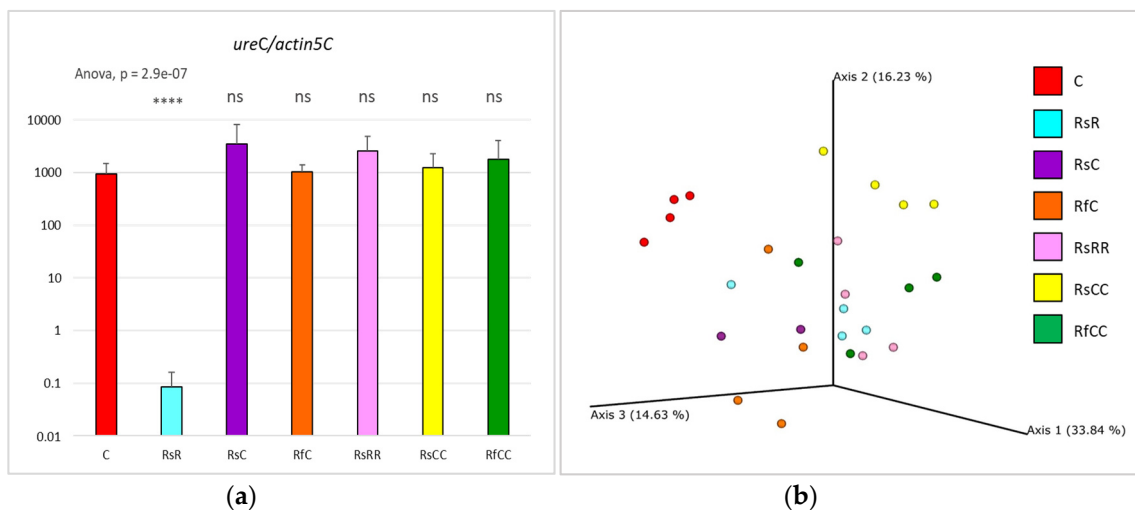 ureC/actin5C
Anova, p = 2.9e-07
**** ns ns ns ns ns
10000
1000
100
10
1
0.1
0.01
C RsR RsC RfC RsRR RsCC RfCC
(a)
Axis 2 (16.23 %)
Axis 3 (14.63 %)
Axis 1 (33.84 %)
C
RsR
RsC
RfC
RsRR
RsCC
RfCC
(b)